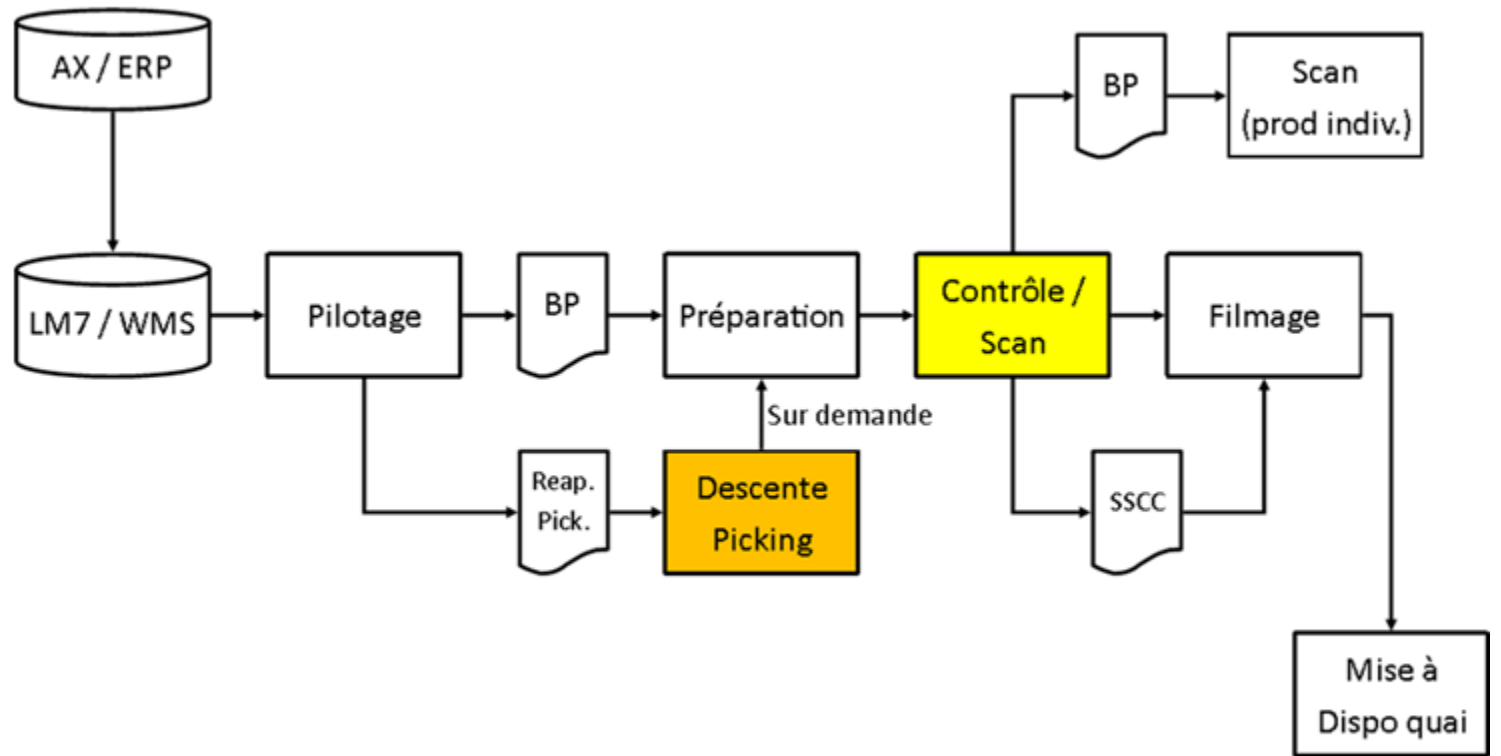 AX / ERP
BP
Scan
(prod indiv.)
LM7 / WMS
Pilotage
BP
Préparation
Contrôle /
Scan
Filmage
Sur demande
Reap.
Pick.
Descente
Picking
SSCC
Mise à
Dispo quai